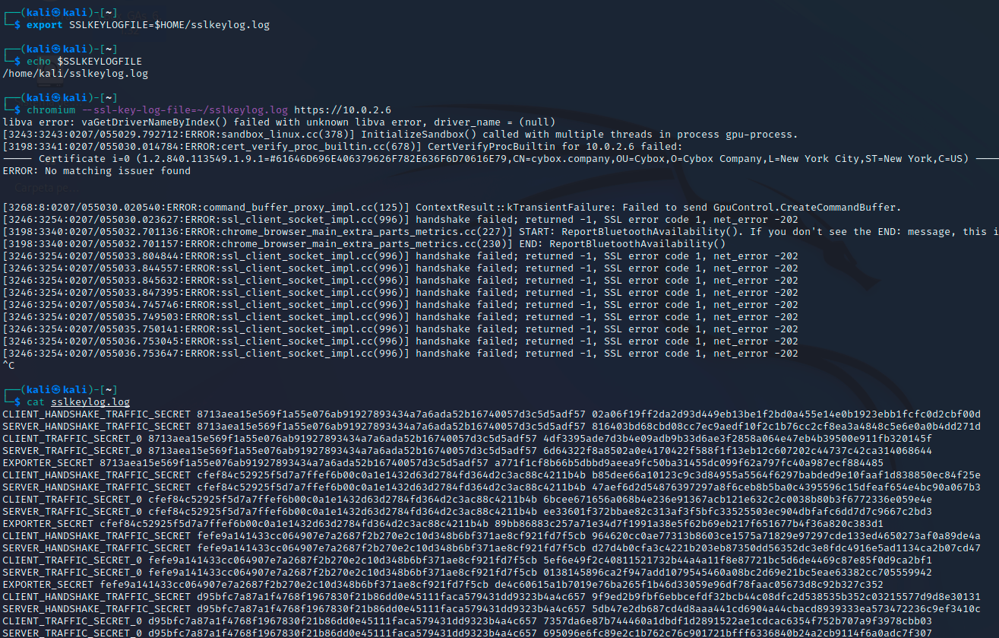 ┌──(kali㉿kali)-[~]
└─$ export SSLKEYLOGFILE=$HOME/sslkeylog.log
┌──(kali㉿kali)-[~]
└─$ echo $SSLKEYLOGFILE
/home/kali/sslkeylog.log
┌──(kali㉿kali)-[~]
└─$ chromium --ssl-key-log-file=~/sslkeylog.log https://10.0.2.6
libva error: vaGetDriverNameByIndex() failed with unknown libva error, driver_name = (null)
[3243:3243:0207/055029.792712:ERROR:sandbox_linux.cc(378)] InitializeSandbox() called with multiple threads in process gpu-process.
[3198:3341:0207/055030.014784:ERROR:cert_verify_proc_builtin.cc(678)] CertVerifyProcBuiltin for 10.0.2.6 failed:
----- Certificate i=0 (1.2.840.113549.1.9.1=#61646D696E406379626F782E636F6D70616E79,CN=cybox.company,OU=Cybox,O=Cybox Company,L=New York City,ST=New York,C=US) -----
ERROR: No matching issuer found
Carpeta pe...
[3268:8:0207/055030.020540:ERROR:command_buffer_proxy_impl.cc(125)] ContextResult::kTransientFailure: Failed to send GpuControl.CreateCommandBuffer.
[3246:3254:0207/055030.023627:ERROR:ssl_client_socket_impl.cc(996)] handshake failed; returned -1, SSL error code 1, net_error -202
[3198:3340:0207/055032.701136:ERROR:chrome_browser_main_extra_parts_metrics.cc(227)] START: ReportBluetoothAvailability(). If you don't see the END: message, this i
[3198:3340:0207/055032.701157:ERROR:chrome_browser_main_extra_parts_metrics.cc(230)] END: ReportBluetoothAvailability()
[3246:3254:0207/055033.804844:ERROR:ssl_client_socket_impl.cc(996)] handshake failed; returned -1, SSL error code 1, net_error -202
[3246:3254:0207/055033.844557:ERROR:ssl_client_socket_impl.cc(996)] handshake failed; returned -1, SSL error code 1, net_error -202
[3246:3254:0207/055033.845632:ERROR:ssl_client_socket_impl.cc(996)] handshake failed; returned -1, SSL error code 1, net_error -202
[3246:3254:0207/055033.847395:ERROR:ssl_client_socket_impl.cc(996)] handshake failed; returned -1, SSL error code 1, net_error -202
[3246:3254:0207/055034.745746:ERROR:ssl_client_socket_impl.cc(996)] handshake failed; returned -1, SSL error code 1, net_error -202
[3246:3254:0207/055035.749503:ERROR:ssl_client_socket_impl.cc(996)] handshake failed; returned -1, SSL error code 1, net_error -202
[3246:3254:0207/055035.750141:ERROR:ssl_client_socket_impl.cc(996)] handshake failed; returned -1, SSL error code 1, net_error -202
[3246:3254:0207/055036.753045:ERROR:ssl_client_socket_impl.cc(996)] handshake failed; returned -1, SSL error code 1, net_error -202
[3246:3254:0207/055036.753647:ERROR:ssl_client_socket_impl.cc(996)] handshake failed; returned -1, SSL error code 1, net_error -202
^C
┌──(kali㉿kali)-[~]
└─$ cat sslkeylog.log
CLIENT_HANDSHAKE_TRAFFIC_SECRET 8713aea15e569f1a55e076ab91927893434a7a6ada52b16740057d3c5d5adf57 02a06f19ff2da2d93d449eb13be1f2bd0a455e14e0b1923ebb1fcfc0d2cbf00d
SERVER_HANDSHAKE_TRAFFIC_SECRET 8713aea15e569f1a55e076ab91927893434a7a6ada52b16740057d3c5d5adf57 816403bd68cbd08cc7ec9aedf10f2c1b76cc2cf8ea3a4848c5e6e0a0b4dd271d
CLIENT_TRAFFIC_SECRET_0 8713aea15e569f1a55e076ab91927893434a7a6ada52b16740057d3c5d5adf57 4df3395ade7d3b4e09adb9b33d6ae3f2858a064e47eb4b39500e911fb320145f
SERVER_TRAFFIC_SECRET_0 8713aea15e569f1a55e076ab91927893434a7a6ada52b16740057d3c5d5adf57 6d64322f8a8502a0e4170422f588f1f13eb12c607202c44737c42ca314068644
EXPORTER_SECRET 8713aea15e569f1a55e076ab91927893434a7a6ada52b16740057d3c5d5adf57 a771f1cf8b66b5dbbd9aeea9fc50ba31455dc099f62a797fc40a987ecf884485
CLIENT_HANDSHAKE_TRAFFIC_SECRET cfef84c52925f5d7a7ffef6b00c0a1e1432d63d2784fd364d2c3ac88c4211b4b b85dee66a10123c9c3d84955a5564f6297babded9e10faaf1d838850ec84f25e
SERVER_HANDSHAKE_TRAFFIC_SECRET cfef84c52925f5d7a7ffef6b00c0a1e1432d63d2784fd364d2c3ac88c4211b4b 47aef6d2d54876397297a8f6ceb8b5ba0c4395596c15dfeaf654e4bc90a067b3
CLIENT_TRAFFIC_SECRET_0 cfef84c52925f5d7a7ffef6b00c0a1e1432d63d2784fd364d2c3ac88c4211b4b 6bcee671656a068b4e236e91367acb121e632c2c0038b80b3f6772336e059e4e
SERVER_TRAFFIC_SECRET_0 cfef84c52925f5d7a7ffef6b00c0a1e1432d63d2784fd364d2c3ac88c4211b4b ee33601f372bbae82c313af3f5bfc33525503ec904dbfafc6dd7d7c9667c2bd3
EXPORTER_SECRET cfef84c52925f5d7a7ffef6b00c0a1e1432d63d2784fd364d2c3ac88c4211b4b 89bb86883c257a71e34d7f1991a38e5f62b69eb217f651677b4f36a820c383d1
CLIENT_HANDSHAKE_TRAFFIC_SECRET fefe9a141433cc064907e7a2687f2b270e2c10d348b6bf371ae8cf921fd7f5cb 964620cc0ae77313b8603ce1575a71829e97297cde133ed4650273af0a89de4a
SERVER_HANDSHAKE_TRAFFIC_SECRET fefe9a141433cc064907e7a2687f2b270e2c10d348b6bf371ae8cf921fd7f5cb d27d4b0cfa3c4221b203eb87350dd56352dc3e8fdc4916e5ad1134ca2b07cd47
CLIENT_TRAFFIC_SECRET_0 fefe9a141433cc064907e7a2687f2b270e2c10d348b6bf371ae8cf921fd7f5cb 5ef6e49f2c40811521732b44a4a11f8e87721bc5d6de4469c87e85f0d9ca2bf1
SERVER_TRAFFIC_SECRET_0 fefe9a141433cc064907e7a2687f2b270e2c10d348b6bf371ae8cf921fd7f5cb 0138145896ca2f947add1079545460a08bc2d69e21bc5eae63382cc705559942
EXPORTER_SECRET fefe9a141433cc064907e7a2687f2b270e2c10d348b6bf371ae8cf921fd7f5cb de4c60615a1b7019e76ba265f1b46d33059e96df78faac05673d8c92b327c352
CLIENT_HANDSHAKE_TRAFFIC_SECRET d95bfc7a87a1f4768f1967830f21b86dd0e45111faca579431dd9323b4a4c657 9f9ed2b9fbf6ebbcefdf32bcb44c08dfc2d538535b352c03215577d9d8e30131
SERVER_HANDSHAKE_TRAFFIC_SECRET d95bfc7a87a1f4768f1967830f21b86dd0e45111faca579431dd9323b4a4c657 5db47e2db687cd4d8aaa441cd6904a44cbacd8939333ea573472236c9ef3410c
CLIENT_TRAFFIC_SECRET_0 d95bfc7a87a1f4768f1967830f21b86dd0e45111faca579431dd9323b4a4c657 7357da6e87b744460a1dbdf1d2891522ae1cdcac6354f752b707a9f3978cbb03
SERVER_TRAFFIC_SECRET_0 d95bfc7a87a1f4768f1967830f21b86dd0e45111faca579431dd9323b4a4c657 695096e6fc89e2c1b762c76c901721bfff6336840b24a2cb9114f6a0adc7f307